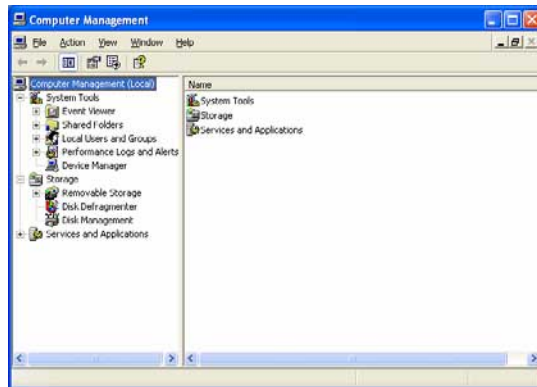 Computer Management
File Action View Window Help
Computer Management (Local)
System Tools
Event Viewer
Shared Folders
Local Users and Groups
Performance Logs and Alerts
Device Manager
Storage
Removable Storage
Disk Defragmenter
Disk Management
Services and Applications
Name
System Tools
Storage
Services and Applications